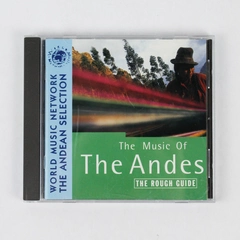 WORLD MUSIC NETWORK
THE ANDEAN SELECTION
The Music Of
The Andes
THE ROUGH GUIDE